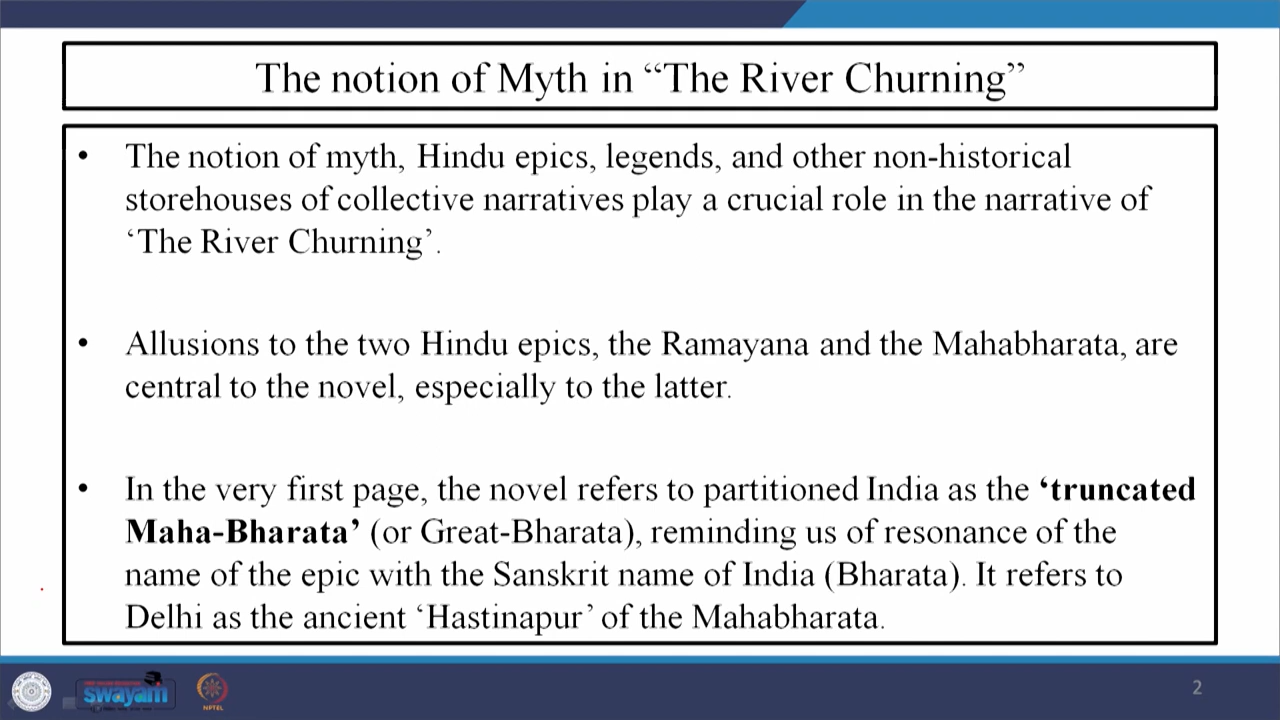 The notion of Myth in “The River Churning”
• The notion of myth, Hindu epics, legends, and other non-historical
storehouses of collective narratives play a crucial role in the narrative of
‘The River Churning’.
• Allusions to the two Hindu epics, the Ramayana and the Mahabharata, are
central to the novel, especially to the latter.
• In the very first page, the novel refers to partitioned India as the ‘truncated
Maha-Bharata’ (or Great-Bharata), reminding us of resonance of the
name of the epic with the Sanskrit name of India (Bharata). It refers to
Delhi as the ancient ‘Hastinapur’ of the Mahabharata.
swayam
NPTEL
2